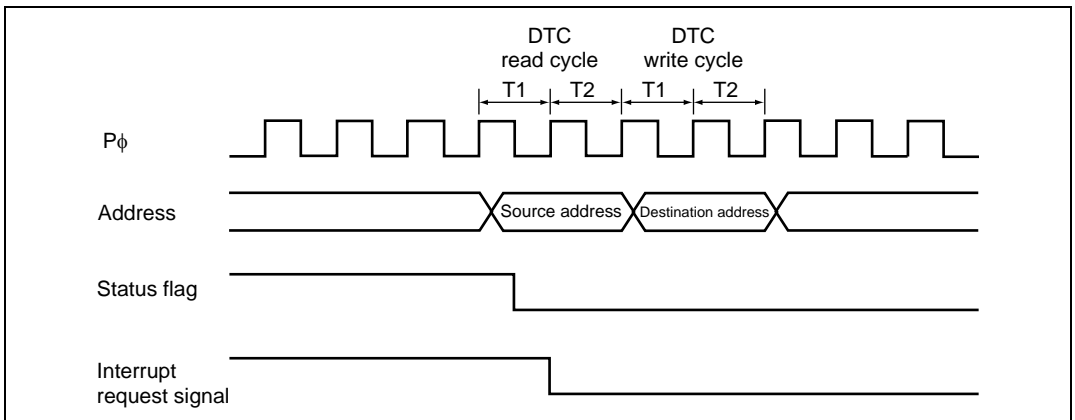 DTC
read cycle
DTC
write cycle
T1
T2
T1
T2
Pϕ
Address
Source address
Destination address
Status flag
Interrupt
request signal